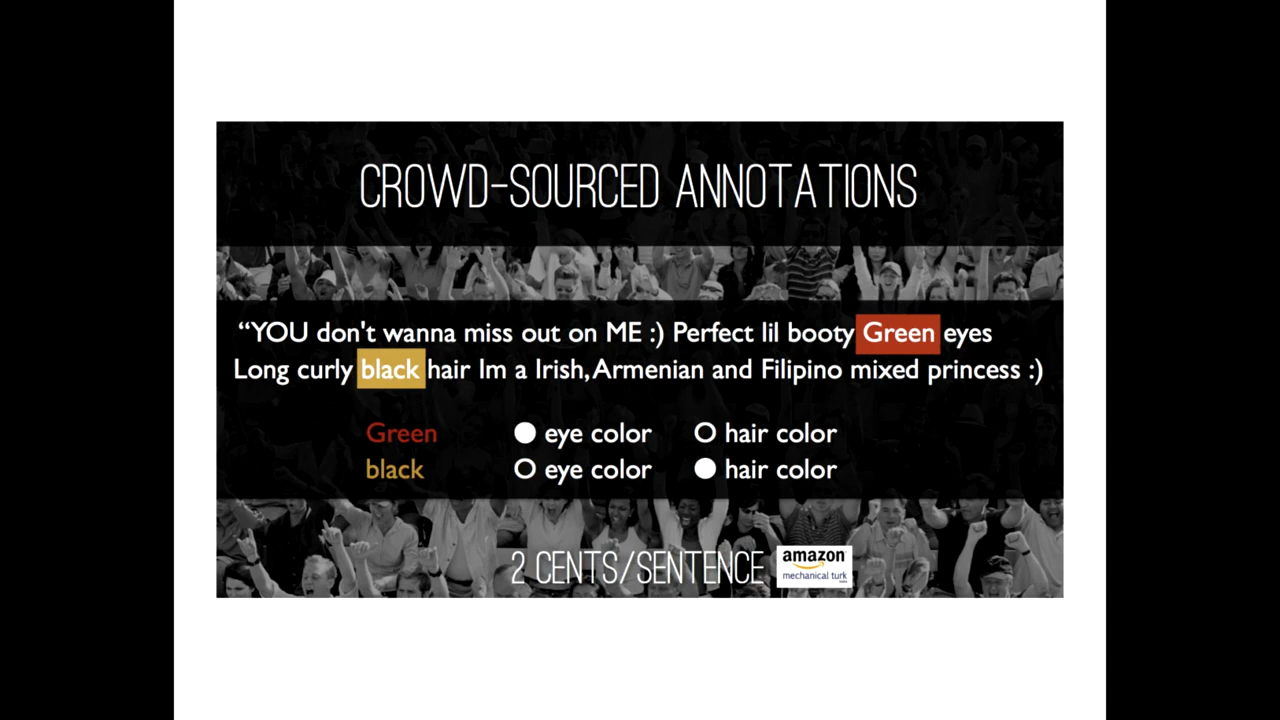 CROWD-SOURCED ANNOTATIONS
“YOU don't wanna miss out on ME :) Perfect lil booty Green eyes
Long curly black hair Im a Irish, Armenian and Filipino mixed princess :)
Green eye color hair color
black eye color hair color
2 CENTS/SENTENCE amazon
mechanical turk